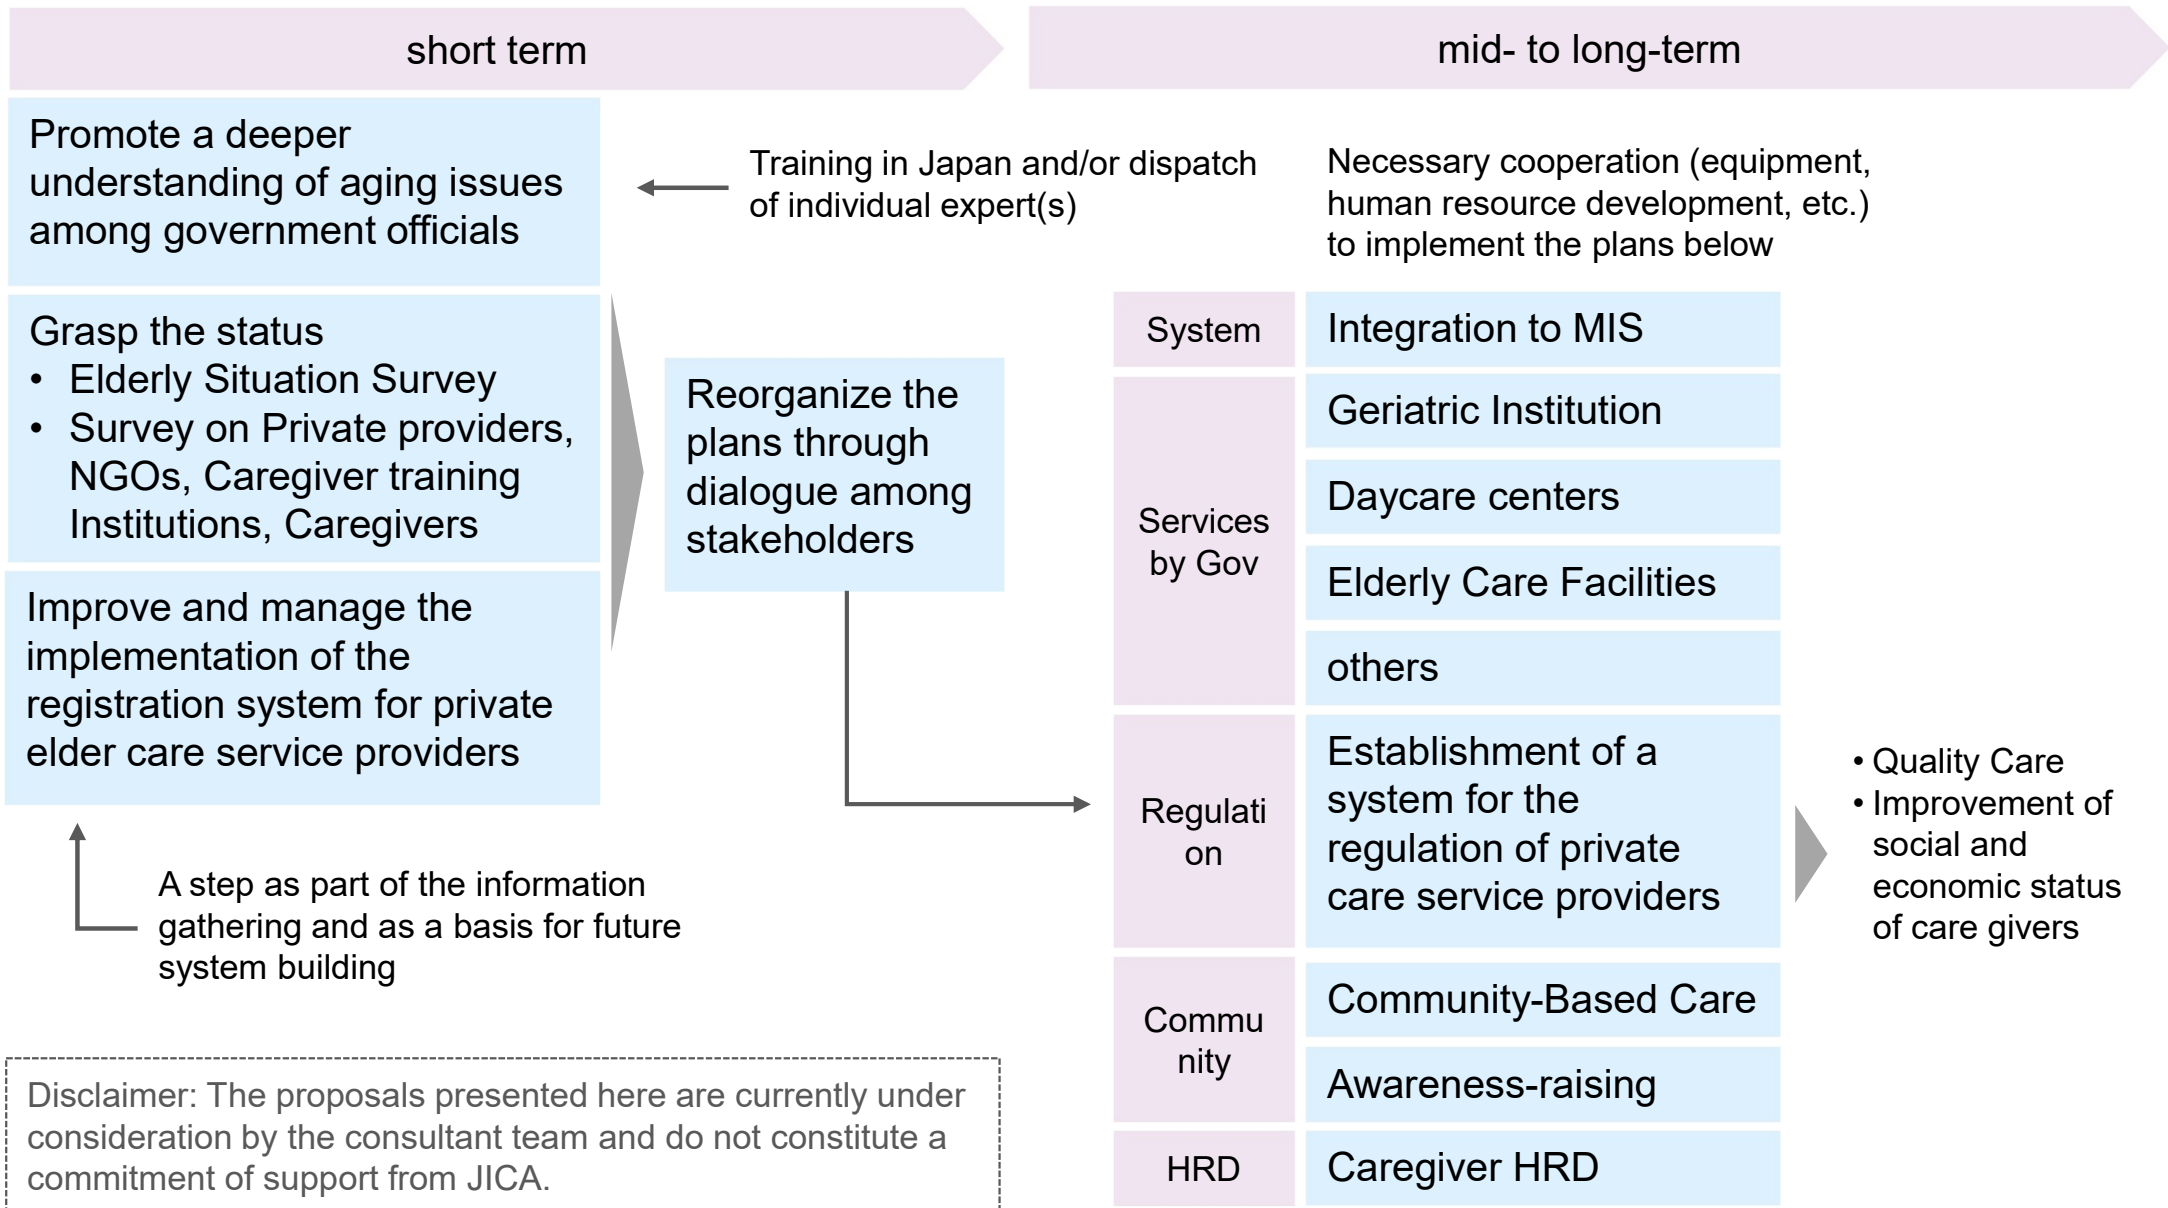 short term
mid- to long-term
Promote a deeper
understanding of aging issues
among government officials
Training in Japan and/or dispatch
of individual expert(s)
Necessary cooperation (equipment,
human resource development, etc.)
to implement the plans below
Grasp the status
• Elderly Situation Survey
• Survey on Private providers,
NGOs, Caregiver training
Institutions, Caregivers
Improve and manage the
implementation of the
registration system for private
elder care service providers
A step as part of the information
gathering and as a basis for future
system building
Reorganize the
plans through
dialogue among
stakeholders
System
Integration to MIS
Services
by Gov
Geriatric Institution
Daycare centers
Elderly Care Facilities
others
Regulati
on
Establishment of a
system for the
regulation of private
care service providers
• Quality Care
• Improvement of
social and
economic status
of care givers
Commu
nity
Community-Based Care
Awareness-raising
HRD
Caregiver HRD
Disclaimer: The proposals presented here are currently under
consideration by the consultant team and do not constitute a
commitment of support from JICA.